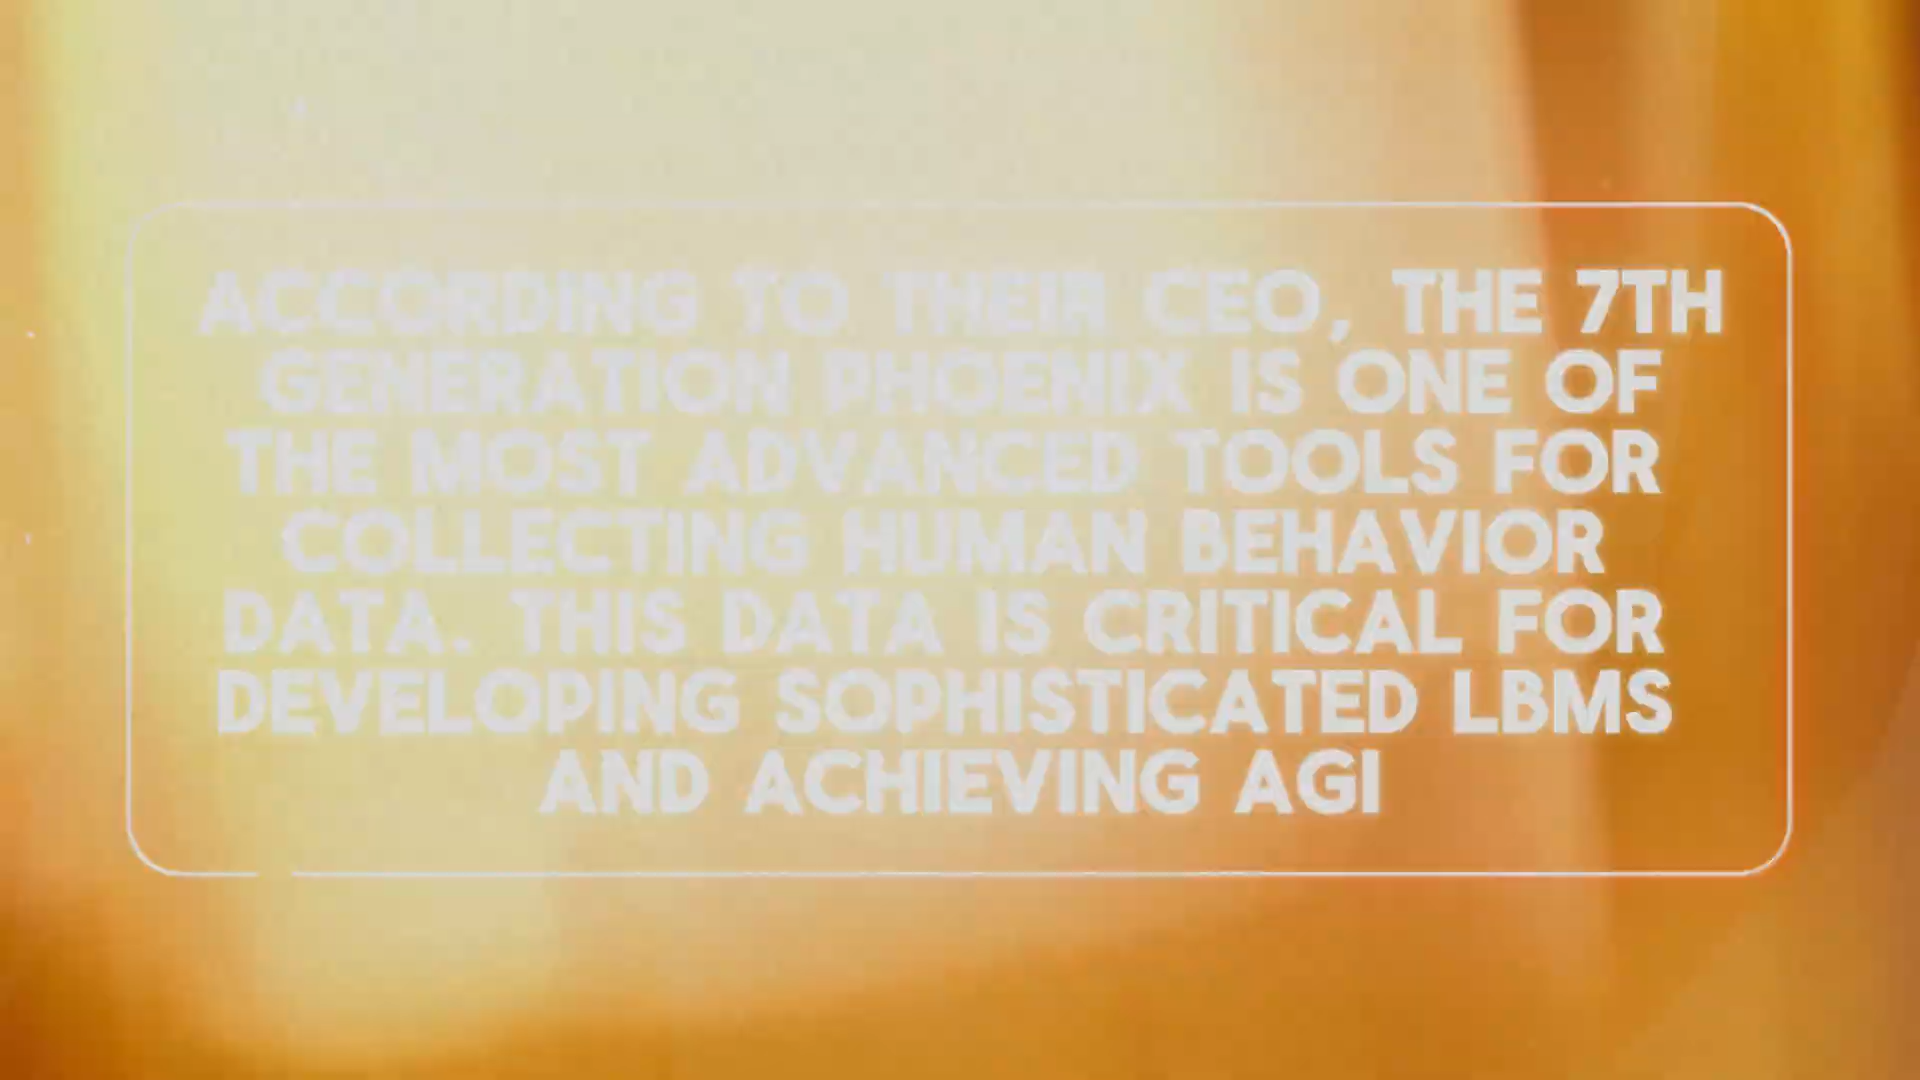 ACCORDING TO THEIR CEO, THE 7TH
GENERATION PHOENIX IS ONE OF
THE MOST ADVANCED TOOLS FOR
COLLECTING HUMAN BEHAVIOR
DATA. THIS DATA IS CRITICAL FOR
DEVELOPING SOPHISTICATED LBMS
AND ACHIEVING AGI